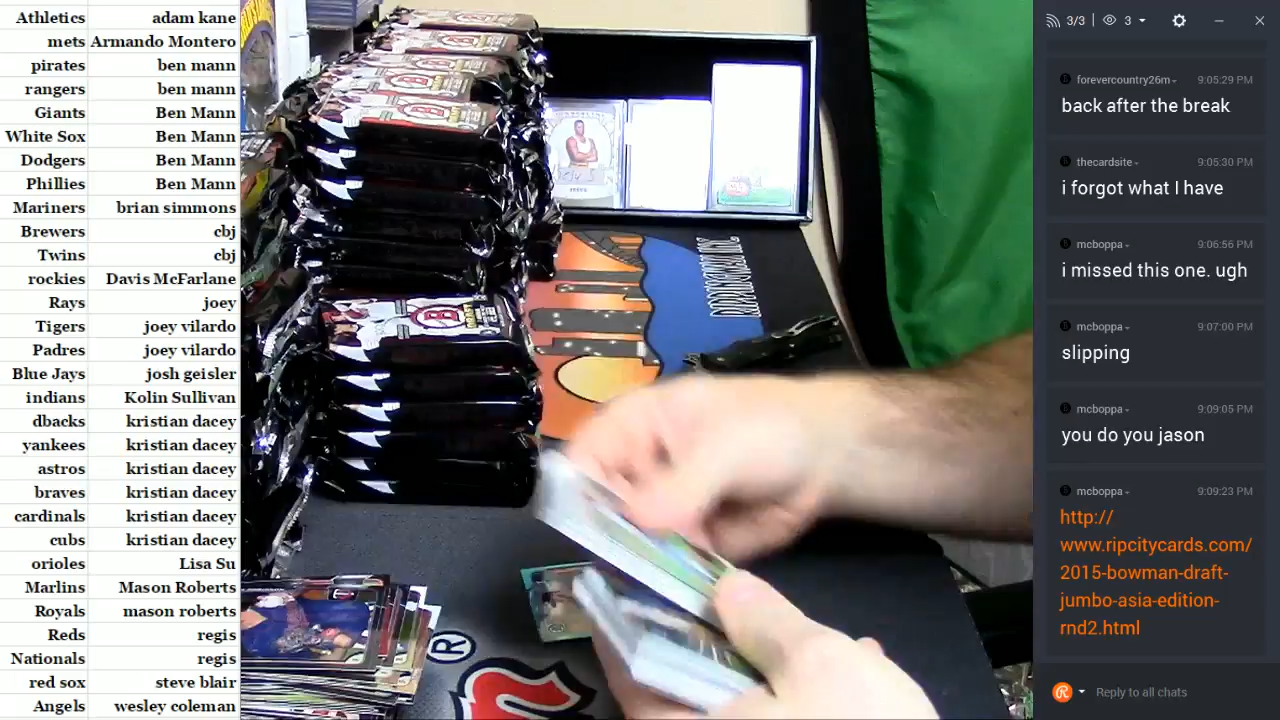 Athletics adam kane
mets Armando Montero
pirates ben mann
rangers ben mann
Giants Ben Mann
White Sox Ben Mann
Dodgers Ben Mann
Phillies Ben Mann
Mariners brian simmons
Brewers cbj
Twins cbj
rockies Davis McFarlane
Rays joey
Tigers joey vilardo
Padres joey vilardo
Blue Jays josh geisler
indians Kolin Sullivan
dbacks kristian dacey
yankees kristian dacey
astros kristian dacey
braves kristian dacey
cardinals kristian dacey
cubs kristian dacey
orioles Lisa Su
Marlins Mason Roberts
Royals mason roberts
Reds regis
Nationals regis
red sox steve blair
Angels wesley coleman
B
®
3/3 3
forevercountry26m 9:05:29 PM
back after the break
thecardsite 9:05:30 PM
i forgot what I have
mcboppa 9:06:56 PM
i missed this one. ugh
mcboppa 9:07:00 PM
slipping
mcboppa 9:09:05 PM
you do you jason
mcboppa 9:09:23 PM
http://
www.ripcitycards.com/
2015-bowman-draft-
jumbo-asia-edition-
rnd2.html
Reply to all chats